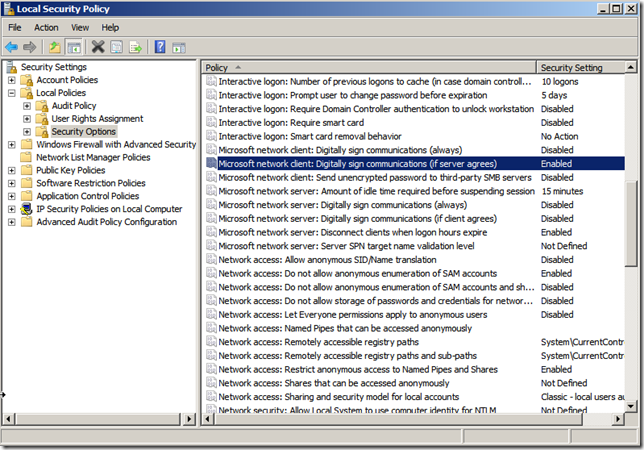 Local Security Policy
File Action View Help
Security Settings
Account Policies
Local Policies
Audit Policy
User Rights Assignment
Security Options
Windows Firewall with Advanced Security
Network List Manager Policies
Public Key Policies
Software Restriction Policies
Application Control Policies
IP Security Policies on Local Computer
Advanced Audit Policy Configuration
Policy Security Setting
Interactive logon: Number of previous logons to cache (in case domain controll... 10 logons
Interactive logon: Prompt user to change password before expiration 5 days
Interactive logon: Require Domain Controller authentication to unlock workstation Disabled
Interactive logon: Require smart card Disabled
Interactive logon: Smart card removal behavior No Action
Microsoft network client: Digitally sign communications (always) Disabled
Microsoft network client: Digitally sign communications (if server agrees) Enabled
Microsoft network client: Send unencrypted password to third-party SMB servers Disabled
Microsoft network server: Amount of idle time required before suspending session 15 minutes
Microsoft network server: Digitally sign communications (always) Disabled
Microsoft network server: Digitally sign communications (if client agrees) Disabled
Microsoft network server: Disconnect clients when logon hours expire Enabled
Microsoft network server: Server SPN target name validation level Not Defined
Network access: Allow anonymous SID/Name translation Disabled
Network access: Do not allow anonymous enumeration of SAM accounts Enabled
Network access: Do not allow anonymous enumeration of SAM accounts and sh... Disabled
Network access: Do not allow storage of passwords and credentials for networ... Disabled
Network access: Let Everyone permissions apply to anonymous users Disabled
Network access: Named Pipes that can be accessed anonymously
Network access: Remotely accessible registry paths System\CurrentContr
Network access: Remotely accessible registry paths and sub-paths System\CurrentContr
Network access: Restrict anonymous access to Named Pipes and Shares Enabled
Network access: Shares that can be accessed anonymously Not Defined
Network access: Sharing and security model for local accounts Classic - local users au
Network security: Allow Local System to use computer identity for NTLM Not Defined